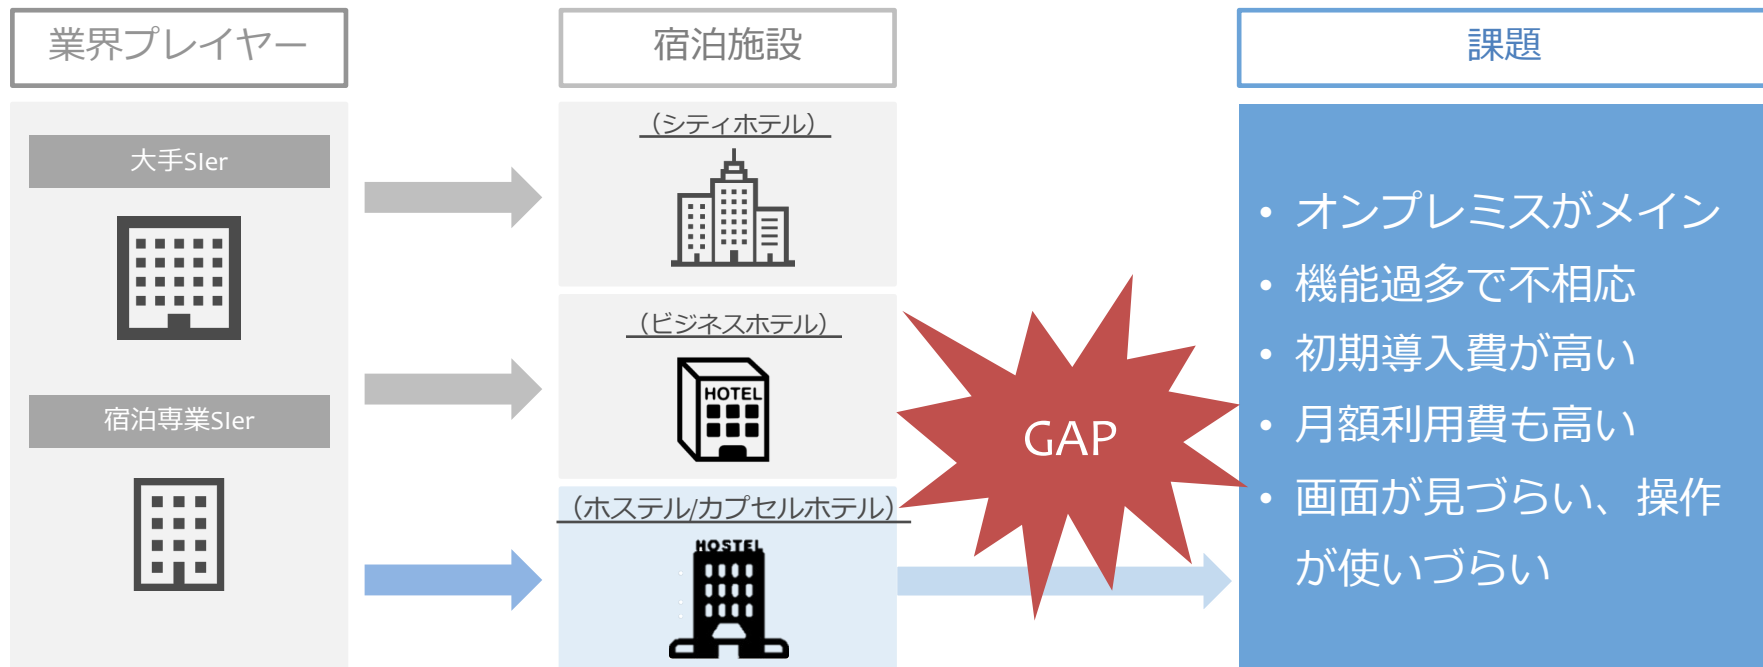 業界プレイヤー
宿泊施設
課題
大手SIer
宿泊専業SIer
（シティホテル）
（ビジネスホテル）
HOTEL
（ホステル/カプセルホテル）
HOSTEL
GAP
• オンプレミスがメイン
• 機能過多で不相応
• 初期導入費が高い
• 月額利用費も高い
• 画面が見づらい、操作
が使いづらい